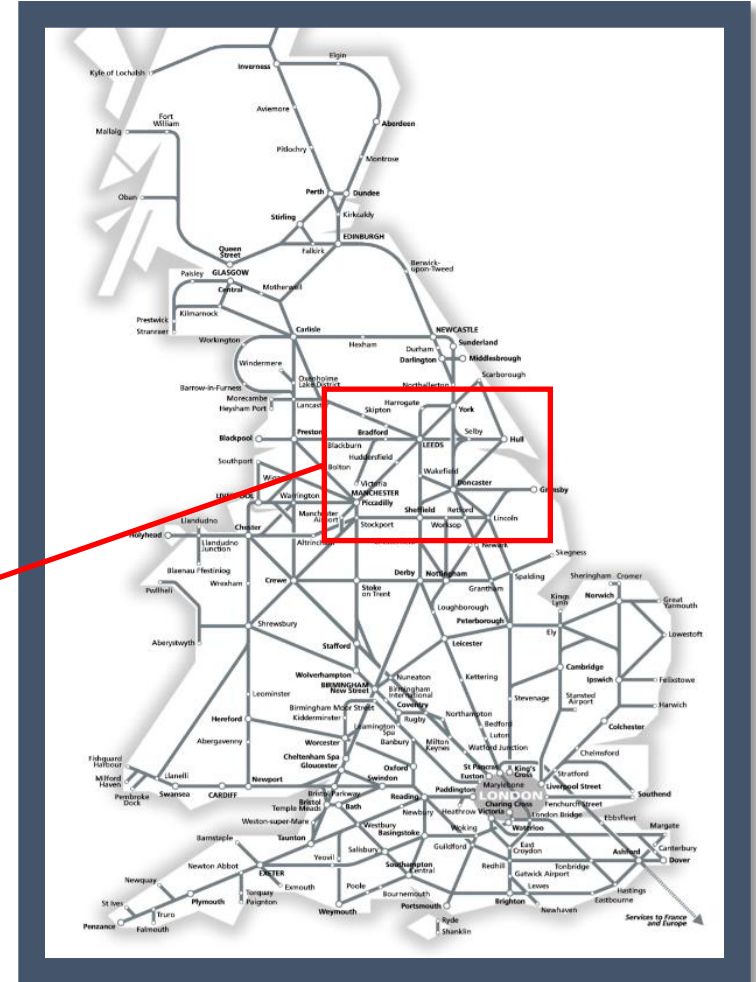 Elgin
Inverness
Kyle of Lochalsh
Aviemore
Fort
William
Aberdeen
Mallaig
Pitlochry
Montrose
Perth
Dundee
Oban
Stirling
Kirkcaldy
EDINBURGH
Queen
Street
Falkirk
Berwick-
upon-Tweed
Paisley
GLASGOW
Central
Motherwell
Prestwick
Kilmarnock
Stranraer
Carlisle
NEWCASTLE
Workington
Hexham
Sunderland
Durham
Darlington
Middlesbrough
Windermere
Scarborough
Oxenholme
Lake District
Northallerton
Barrow-in-Furness
Morecambe
Harrogate
Heysham Port
Lancaster
Skipton
York
Blackpool
Preston
Bradford
Selby
Hull
Blackburn
LEEDS
Southport
Huddersfield
Bolton
Wakefield
Victoria
Doncaster
LIVERPOOL
Warrington
MANCHESTER
Piccadilly
Grimsby
Manchester
Airport
Sheffield
Retford
Llandudno
Chester
Stockport
Worksop
Lincoln
Holyhead
Llandudno
Junction
Altrincham
Newark
Skegness
Blaenau Ffestiniog
Derby
Nottingham
Spalding
Sheringham
Cromer
Pwllheli
Wrexham
Crewe
Stoke
on Trent
Grantham
Kings
Lynn
Norwich
Great
Yarmouth
Loughborough
Shrewsbury
Peterborough
Aberystwyth
Stafford
Leicester
Ely
Lowestoft
Wolverhampton
Cambridge
BIRMINGHAM
New Street
Nuneaton
Kettering
Ipswich
Felixstowe
Leominster
Birmingham
International
Stevenage
Stansted
Airport
Birmingham Moor Street
Coventry
Harwich
Hereford
Kidderminster
Rugby
Northampton
Leamington
Spa
Bedford
Colchester
Abergavenny
Worcester
Banbury
Milton
Keynes
Luton
Watford Junction
Chelmsford
Fishguard
Harbour
Cheltenham Spa
Gloucester
Oxford
St Pancras
Euston
King's
Cross
Stratford
Milford
Haven
Llanelli
Newport
Swindon
Marylebone
Liverpool Street
Pembroke
Dock
Swansea
CARDIFF
Bristol Parkway
Reading
Paddington
LONDON
Southend
Bristol
Temple Meads
Bath
Charing Cross
Fenchurch Street
Newbury
Heathrow
Victoria
London Bridge
Ebbsfleet
Weston-super-Mare
Waterloo
Margate
Barnstaple
Westbury
Taunton
Basingstoke
Woking
East
Croydon
Canterbury
Salisbury
Guildford
Ashford
Newton Abbot
Yeovil
Southampton
Central
Redhill
Tonbridge
Dover
Newquay
EXETER
Gatwick Airport
Exmouth
Poole
Lewes
Hastings
St Ives
Torquay
Paignton
Bournemouth
Eastbourne
Plymouth
Weymouth
Portsmouth
Brighton
Newhaven
Truro
Services to France
and Europe
Penzance
Falmouth
Ryde
Shanklin